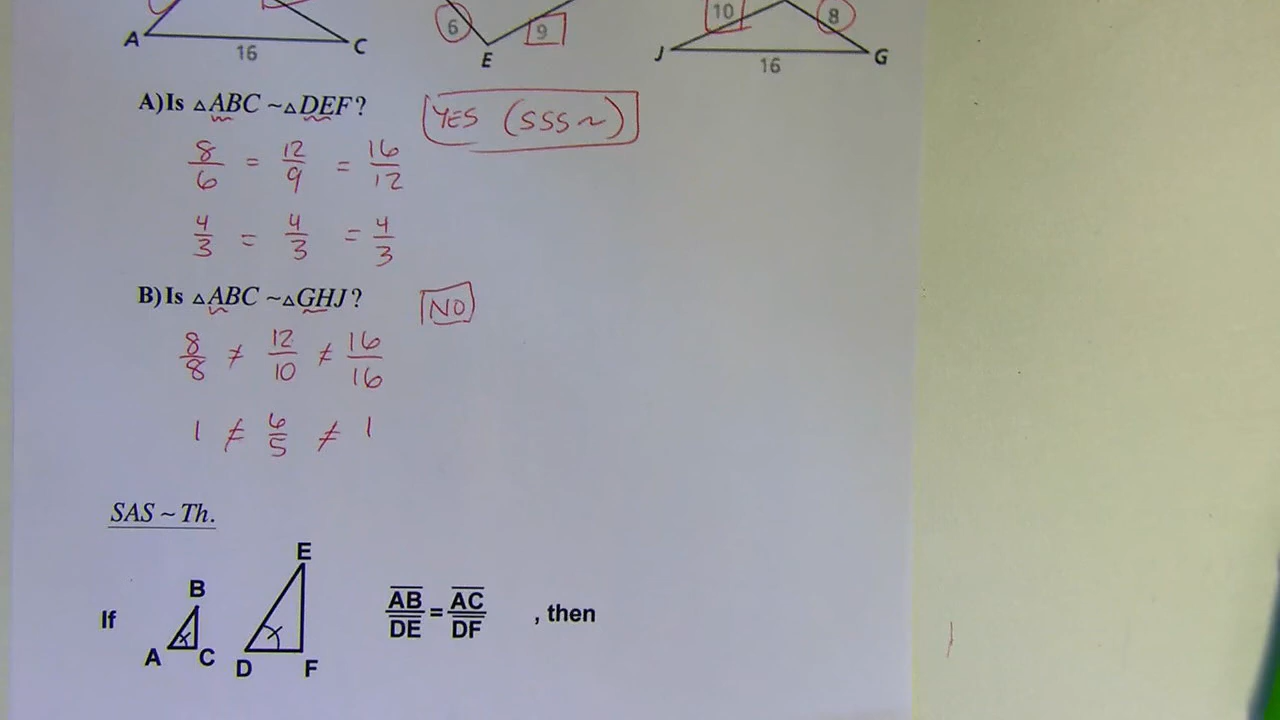 10 8
6 9
A 16 C E J 16 G
A) Is △ABC ~ △DEF? YES (SSS ~)
8/6 = 12/9 = 16/12
4/3 = 4/3 = 4/3
B) Is △ABC ~ △GHJ? NO
8/8 ≠ 12/10 ≠ 16/16
1 ≠ 6/5 ≠ 1
SAS ~ Th.
If A B C D E F AB/DE = AC/DF , then